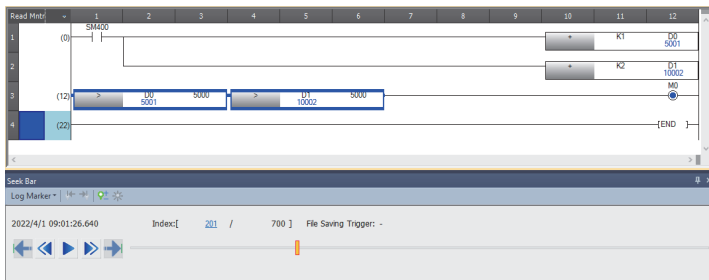 Read Mntr 1 2 3 4 5 6 7 8 9 10 11 12
1 (0) SM400 + K1 D0
5001
2 + K2 D1
10002
3 (12) > D0 5000 > D1 5000 M0
5001 10002
4 (22) [END ]
Seek Bar
Log Marker
2022/4/1 09:01:26.640 Index:[ 201 / 700 ] File Saving Trigger: -